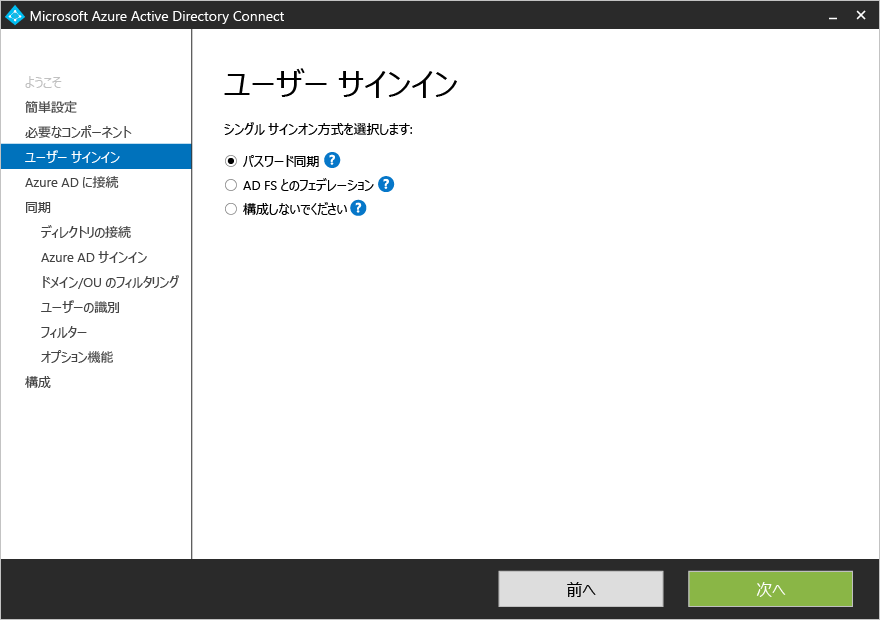 Microsoft Azure Active Directory Connect
ようこそ
簡単設定
必要なコンポーネント
ユーザー サインイン
Azure AD に接続
同期
ディレクトリの接続
Azure AD サインイン
ドメイン/OU のフィルタリング
ユーザーの識別
フィルター
オプション機能
構成
ユーザー サインイン
シングル サインオン方式を選択します:
パスワード同期 ?
AD FS とのフェデレーション ?
構成しないでください ?
前へ
次へ